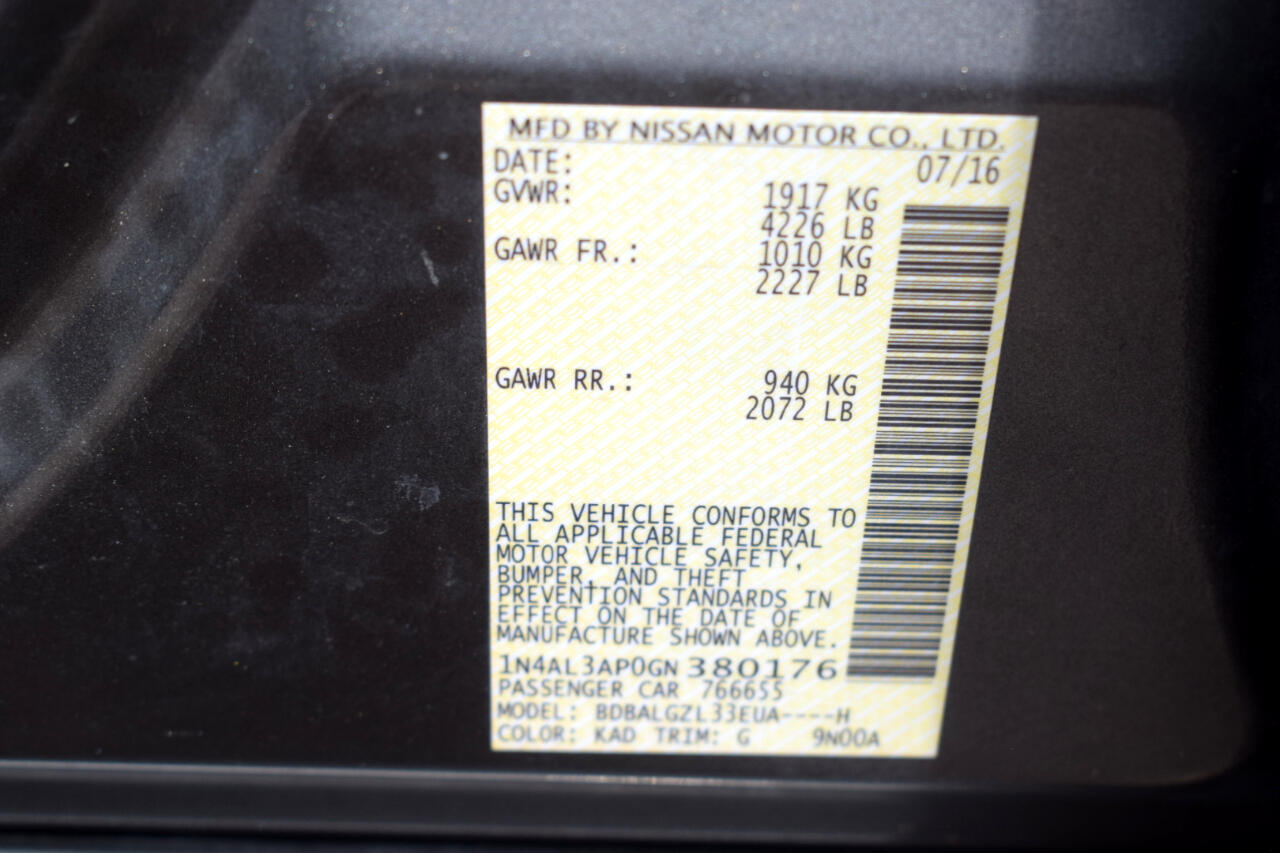 MFD BY NISSAN MOTOR CO., LTD.
DATE: 07/16
GVWR: 1917 KG
4226 LB
GAWR FR.: 1010 KG
2227 LB
GAWR RR.: 940 KG
2072 LB
THIS VEHICLE CONFORMS TO
ALL APPLICABLE FEDERAL
MOTOR VEHICLE SAFETY,
BUMPER, AND THEFT
PREVENTION STANDARDS IN
EFFECT ON THE DATE OF
MANUFACTURE SHOWN ABOVE.
1N4AL3AP0GN380176
PASSENGER CAR 766655
MODEL: BDBALGZL33EUA----H
COLOR: KAD TRIM: G 9N00A